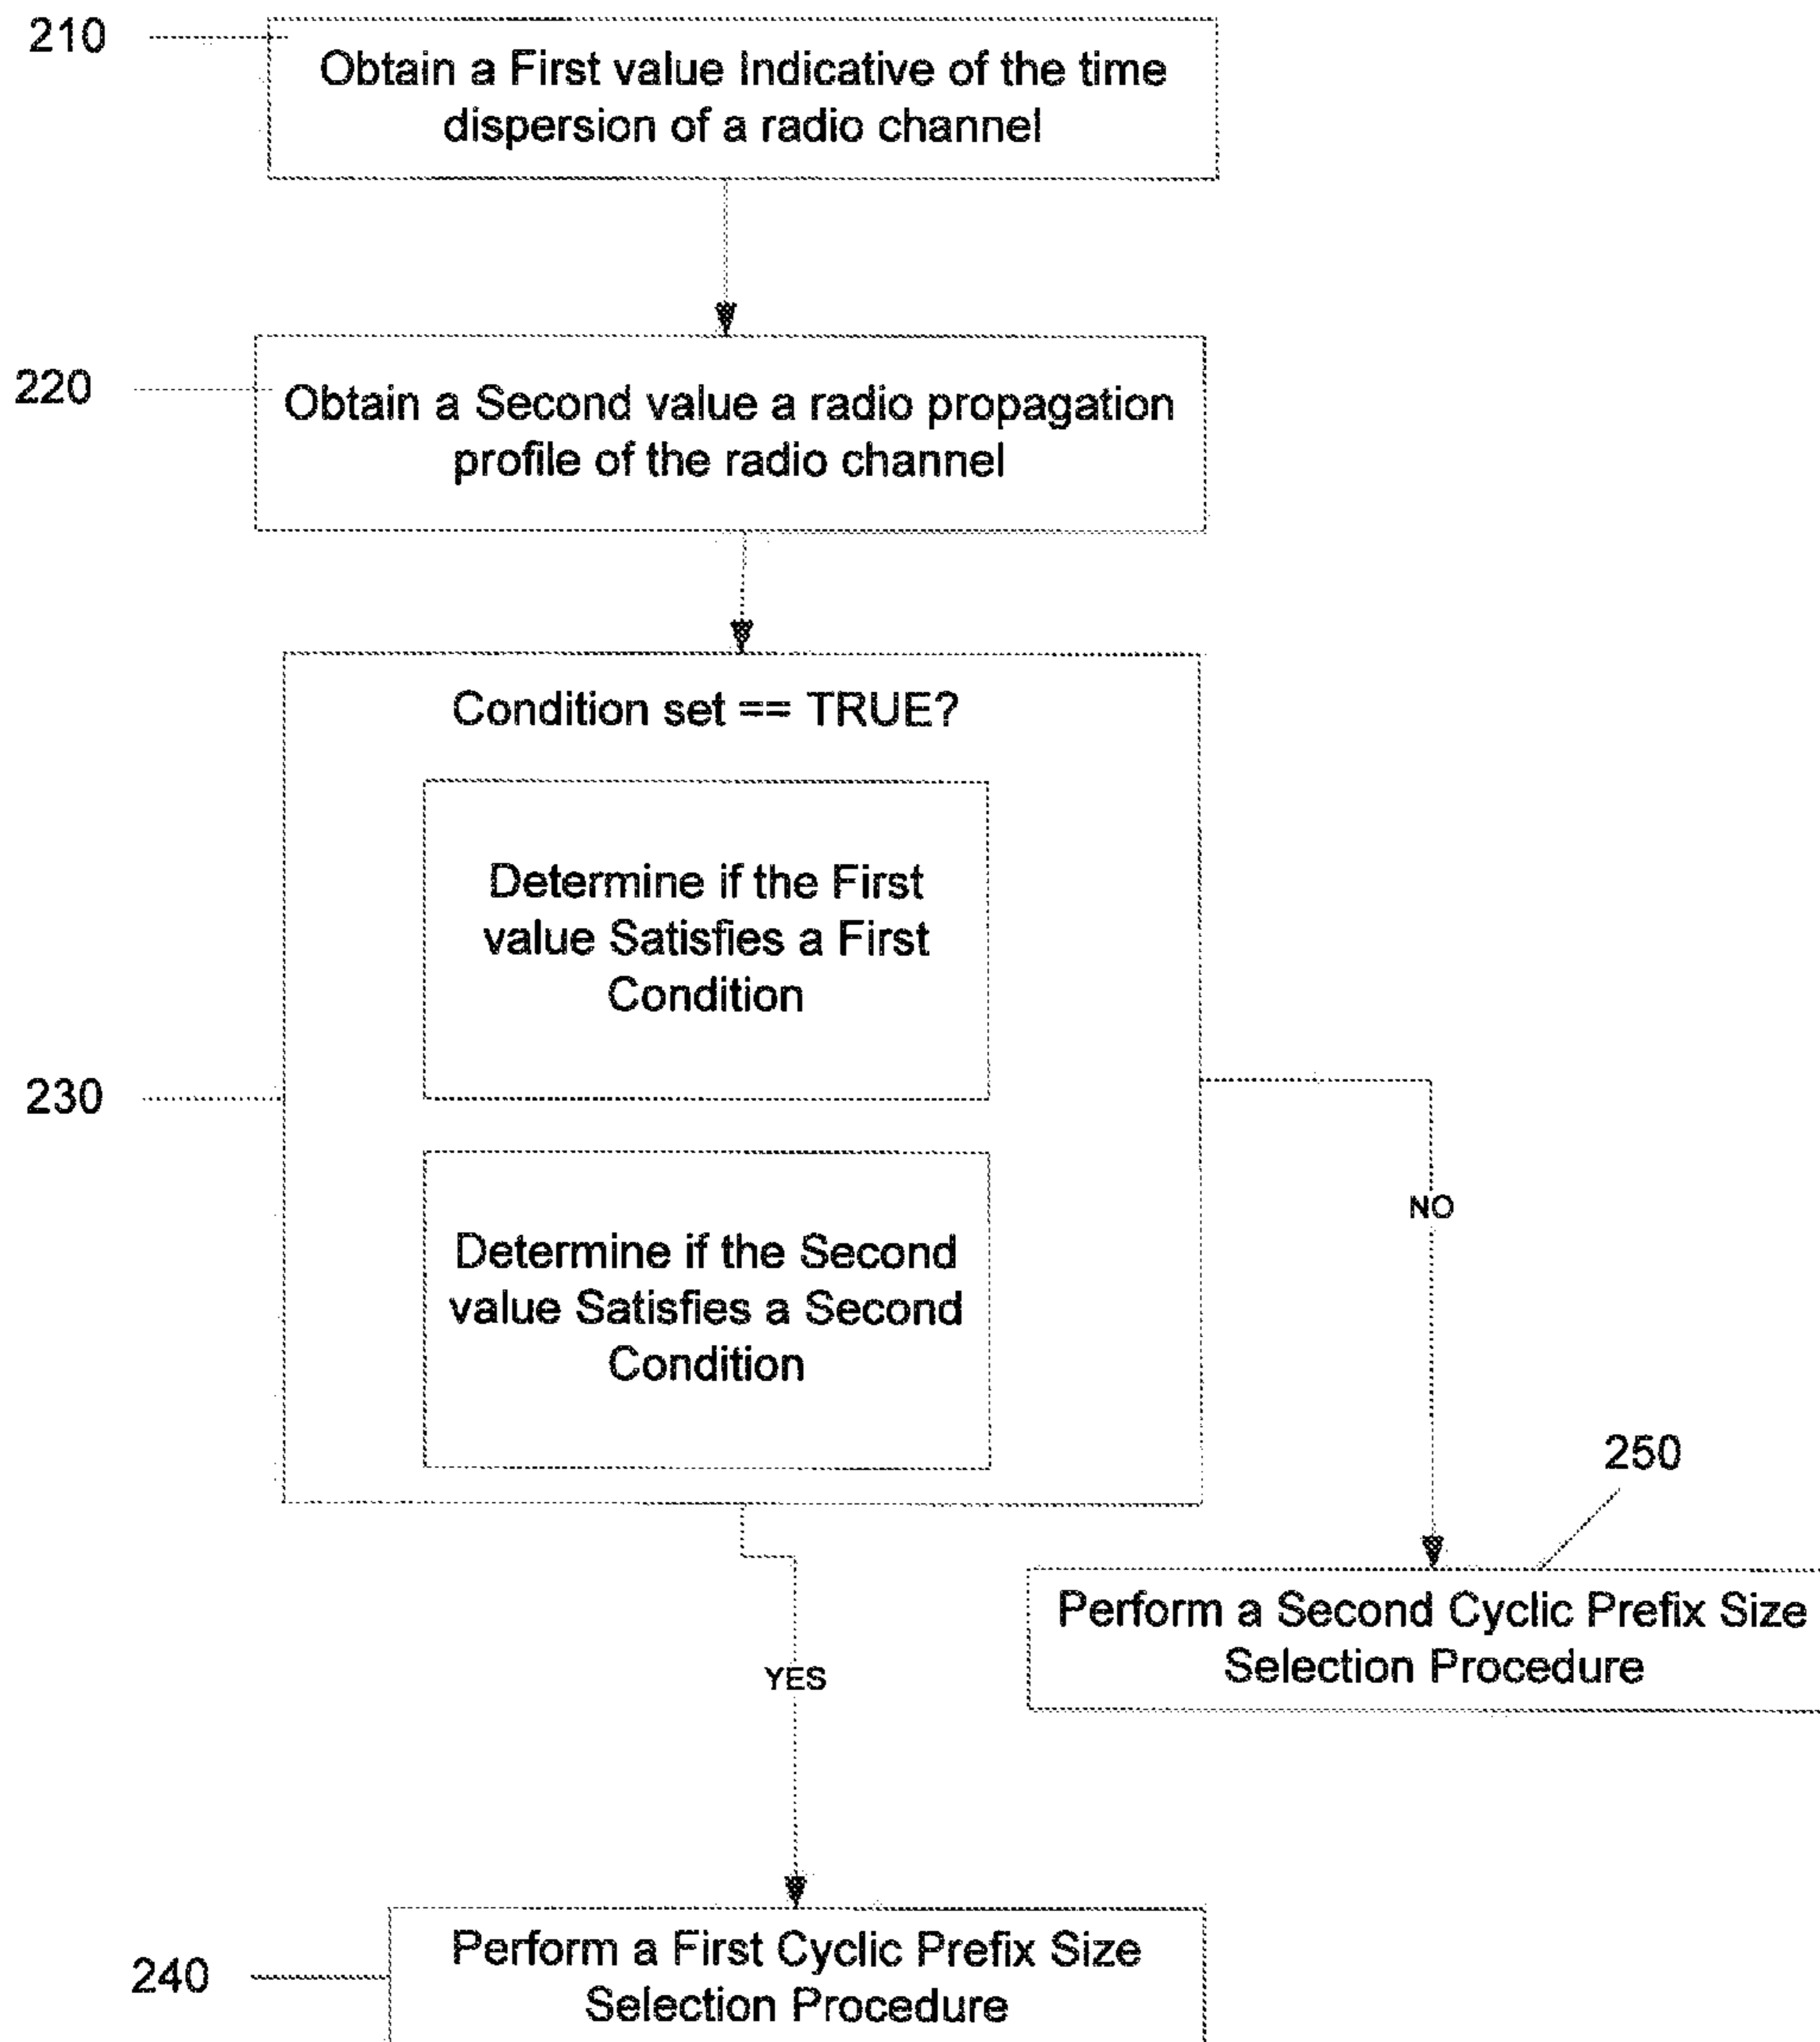 210
Obtain a First value Indicative of the time
dispersion of a radio channel
220
Obtain a Second value a radio propagation
profile of the radio channel
Condition set == TRUE?
Determine if the First
value Satisfies a First
Condition
230
Determine if the Second
value Satisfies a Second
Condition
NO
250
Perform a Second Cyclic Prefix Size
Selection Procedure
YES
240
Perform a First Cyclic Prefix Size
Selection Procedure